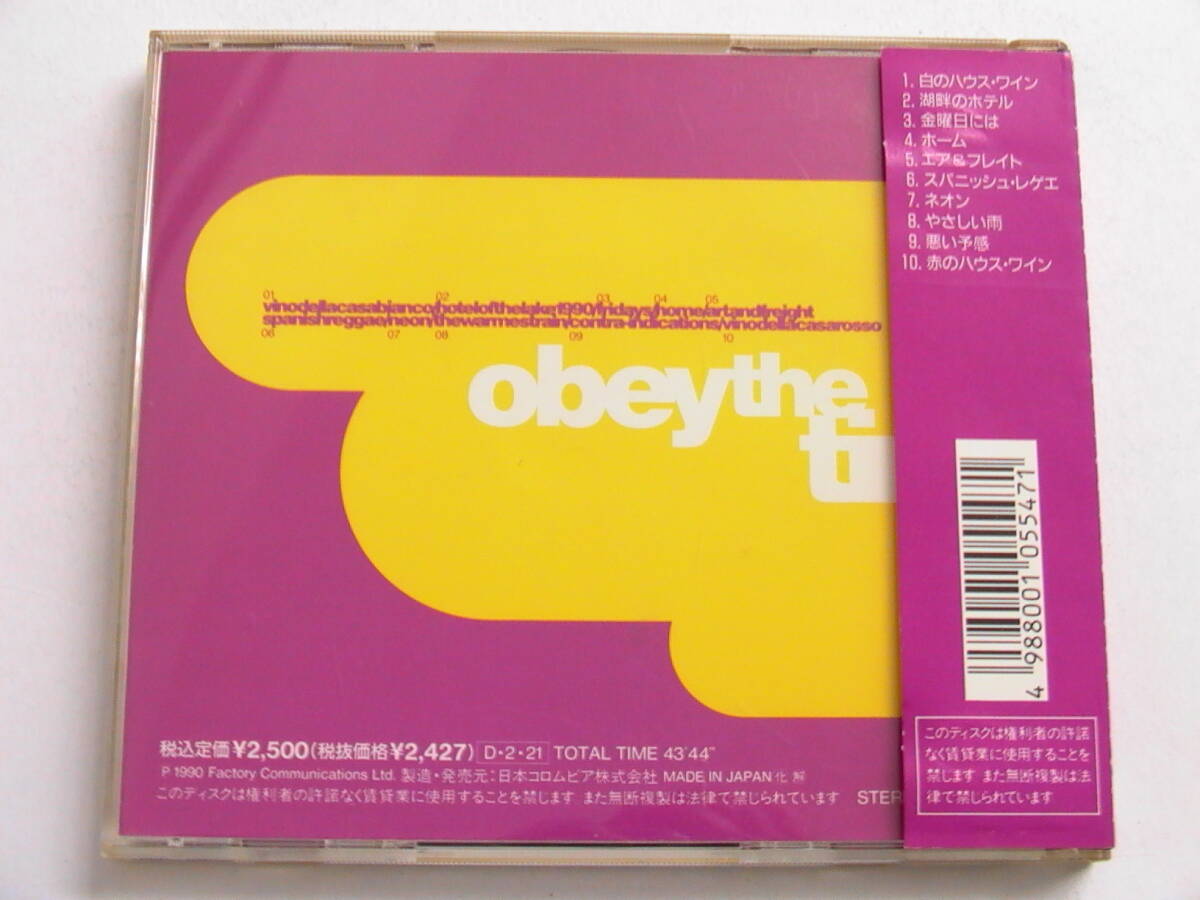 01 02 03 04 05
vinodellacasabianco/hotelofthelake1990/fridays/home/artandfreight
spanishreggae/neon/thewarmestrain/contra-indications/vinodellacasarosso
06 07 08 09 10
obeythe
ti
税込定価¥2,500(税抜価格¥2,427) D・2・21 TOTAL TIME 43'44"
P 1990 Factory Communications Ltd. 製造・発売元:日本コロムビア株式会社 MADE IN JAPAN 化 解
このディスクは権利者の許諾なく賃貸業に使用することを禁じます また無断複製は法律で禁じられています STER
1. 白のハウス・ワイン
2. 湖畔のホテル
3. 金曜日には
4. ホーム
5. エア&フレイト
6. スパニッシュ・レゲエ
7. ネオン
8. やさしい雨
9. 悪い予感
10. 赤のハウス・ワイン
4 988001 055471
このディスクは権利者の許諾
なく賃貸業に使用することを
禁じます また無断複製は法
律で禁じられています